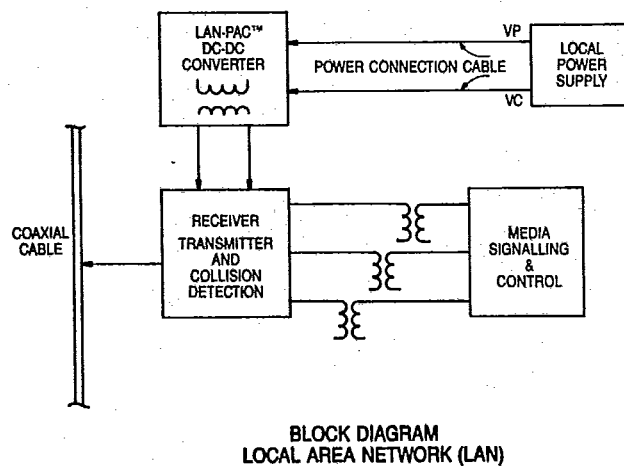 LAN-PAC™
DC-DC
CONVERTER
VP
POWER CONNECTION CABLE
VC
LOCAL
POWER
SUPPLY
COAXIAL
CABLE
RECEIVER
TRANSMITTER
AND
COLLISION
DETECTION
MEDIA
SIGNALLING
&
CONTROL
BLOCK DIAGRAM
LOCAL AREA NETWORK (LAN)